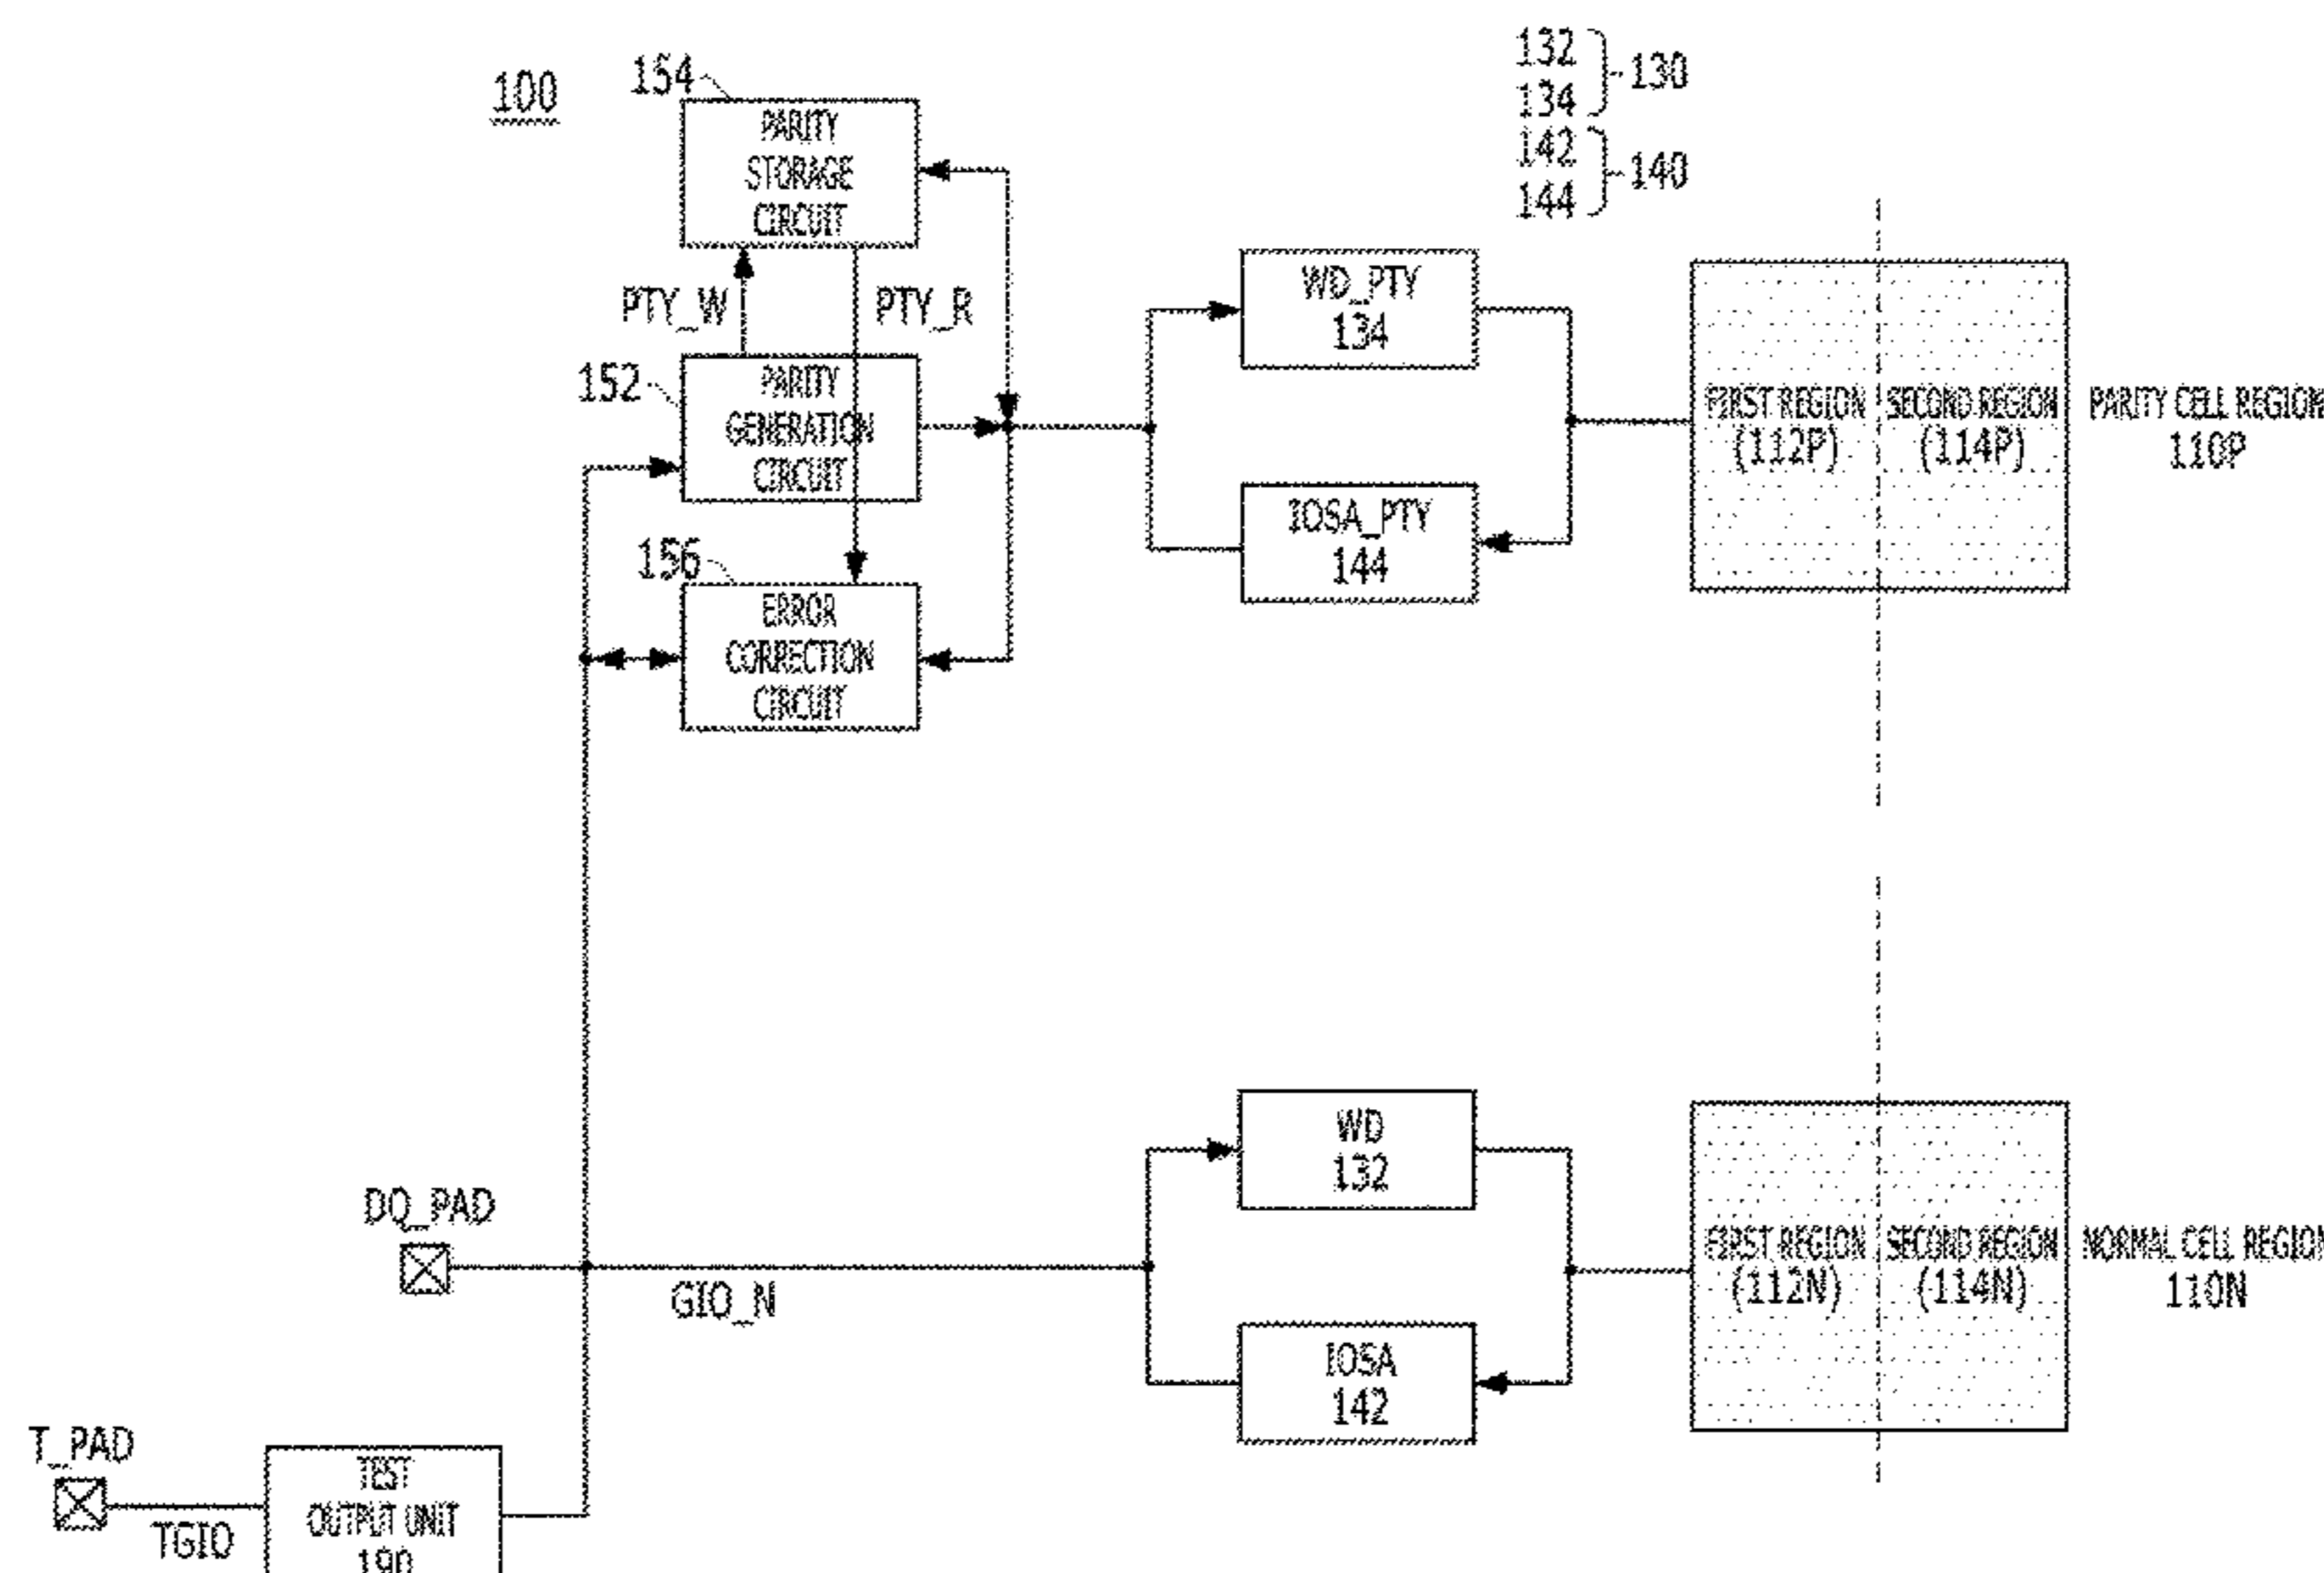 100
154
PARITY
STORAGE
CIRCUIT
132
134
130
142
144
140
PTY_W
PTY_R
152
PARITY
GENERATION
CIRCUIT
156
ERROR
CORRECTION
CIRCUIT
WD_PTY
134
IOSA_PTY
144
FIRST REGION
(112P)
SECOND REGION
(114P)
PARITY CELL REGION
110P
DQ_PAD
GIO_N
WD
132
IOSA
142
FIRST REGION
(112N)
SECOND REGION
(114N)
NORMAL CELL REGION
110N
T_PAD
TGIO
TEST
OUTPUT UNIT
190